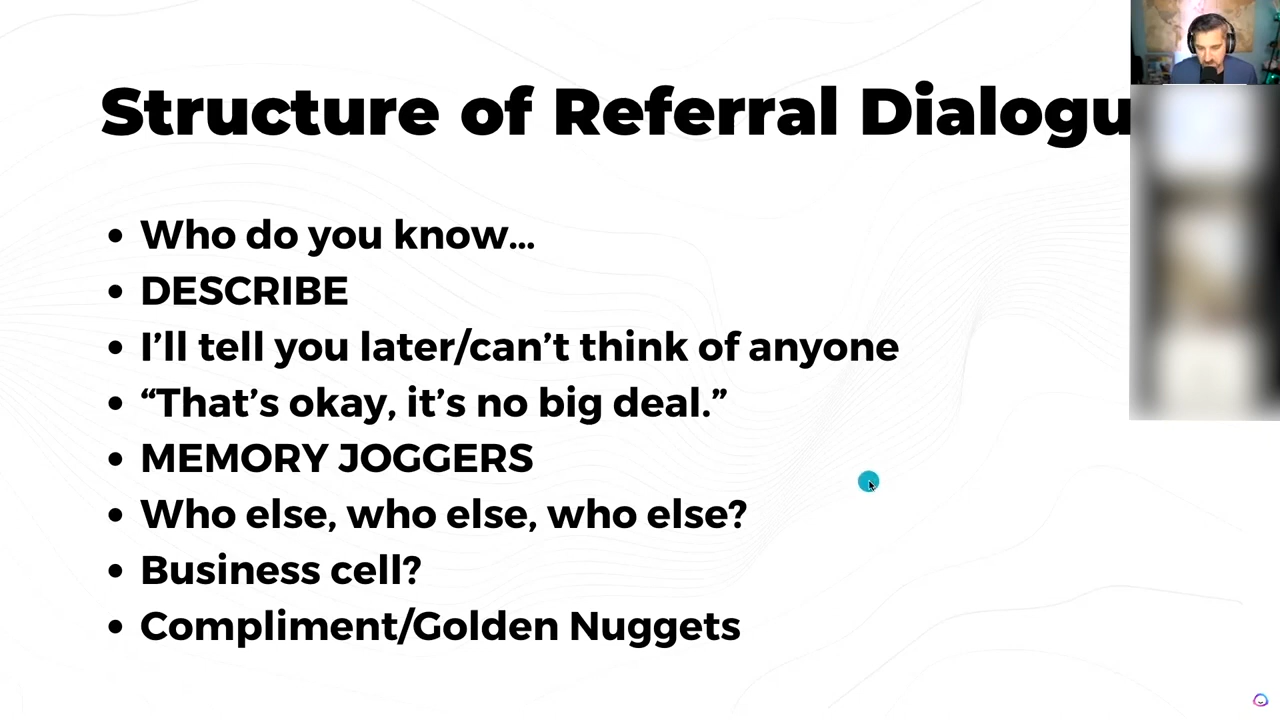 Structure of Referral Dialogu
• Who do you know...
• DESCRIBE
• I’ll tell you later/can’t think of anyone
• “That’s okay, it’s no big deal.”
• MEMORY JOGGERS
• Who else, who else, who else?
• Business cell?
• Compliment/Golden Nuggets